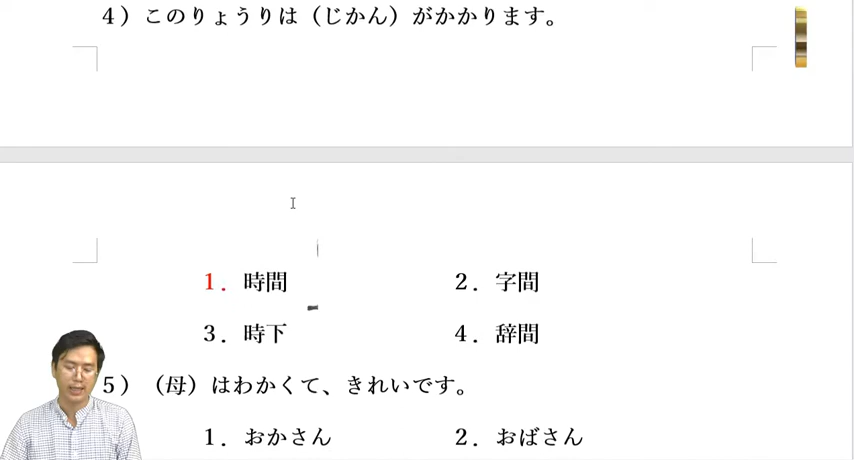 4）このりょうりは（じかん）がかかります。
1．時間 2．字間
3．時下 4．辞間
5）（母）はわかくて、きれいです。
1．おかさん 2．おばさん